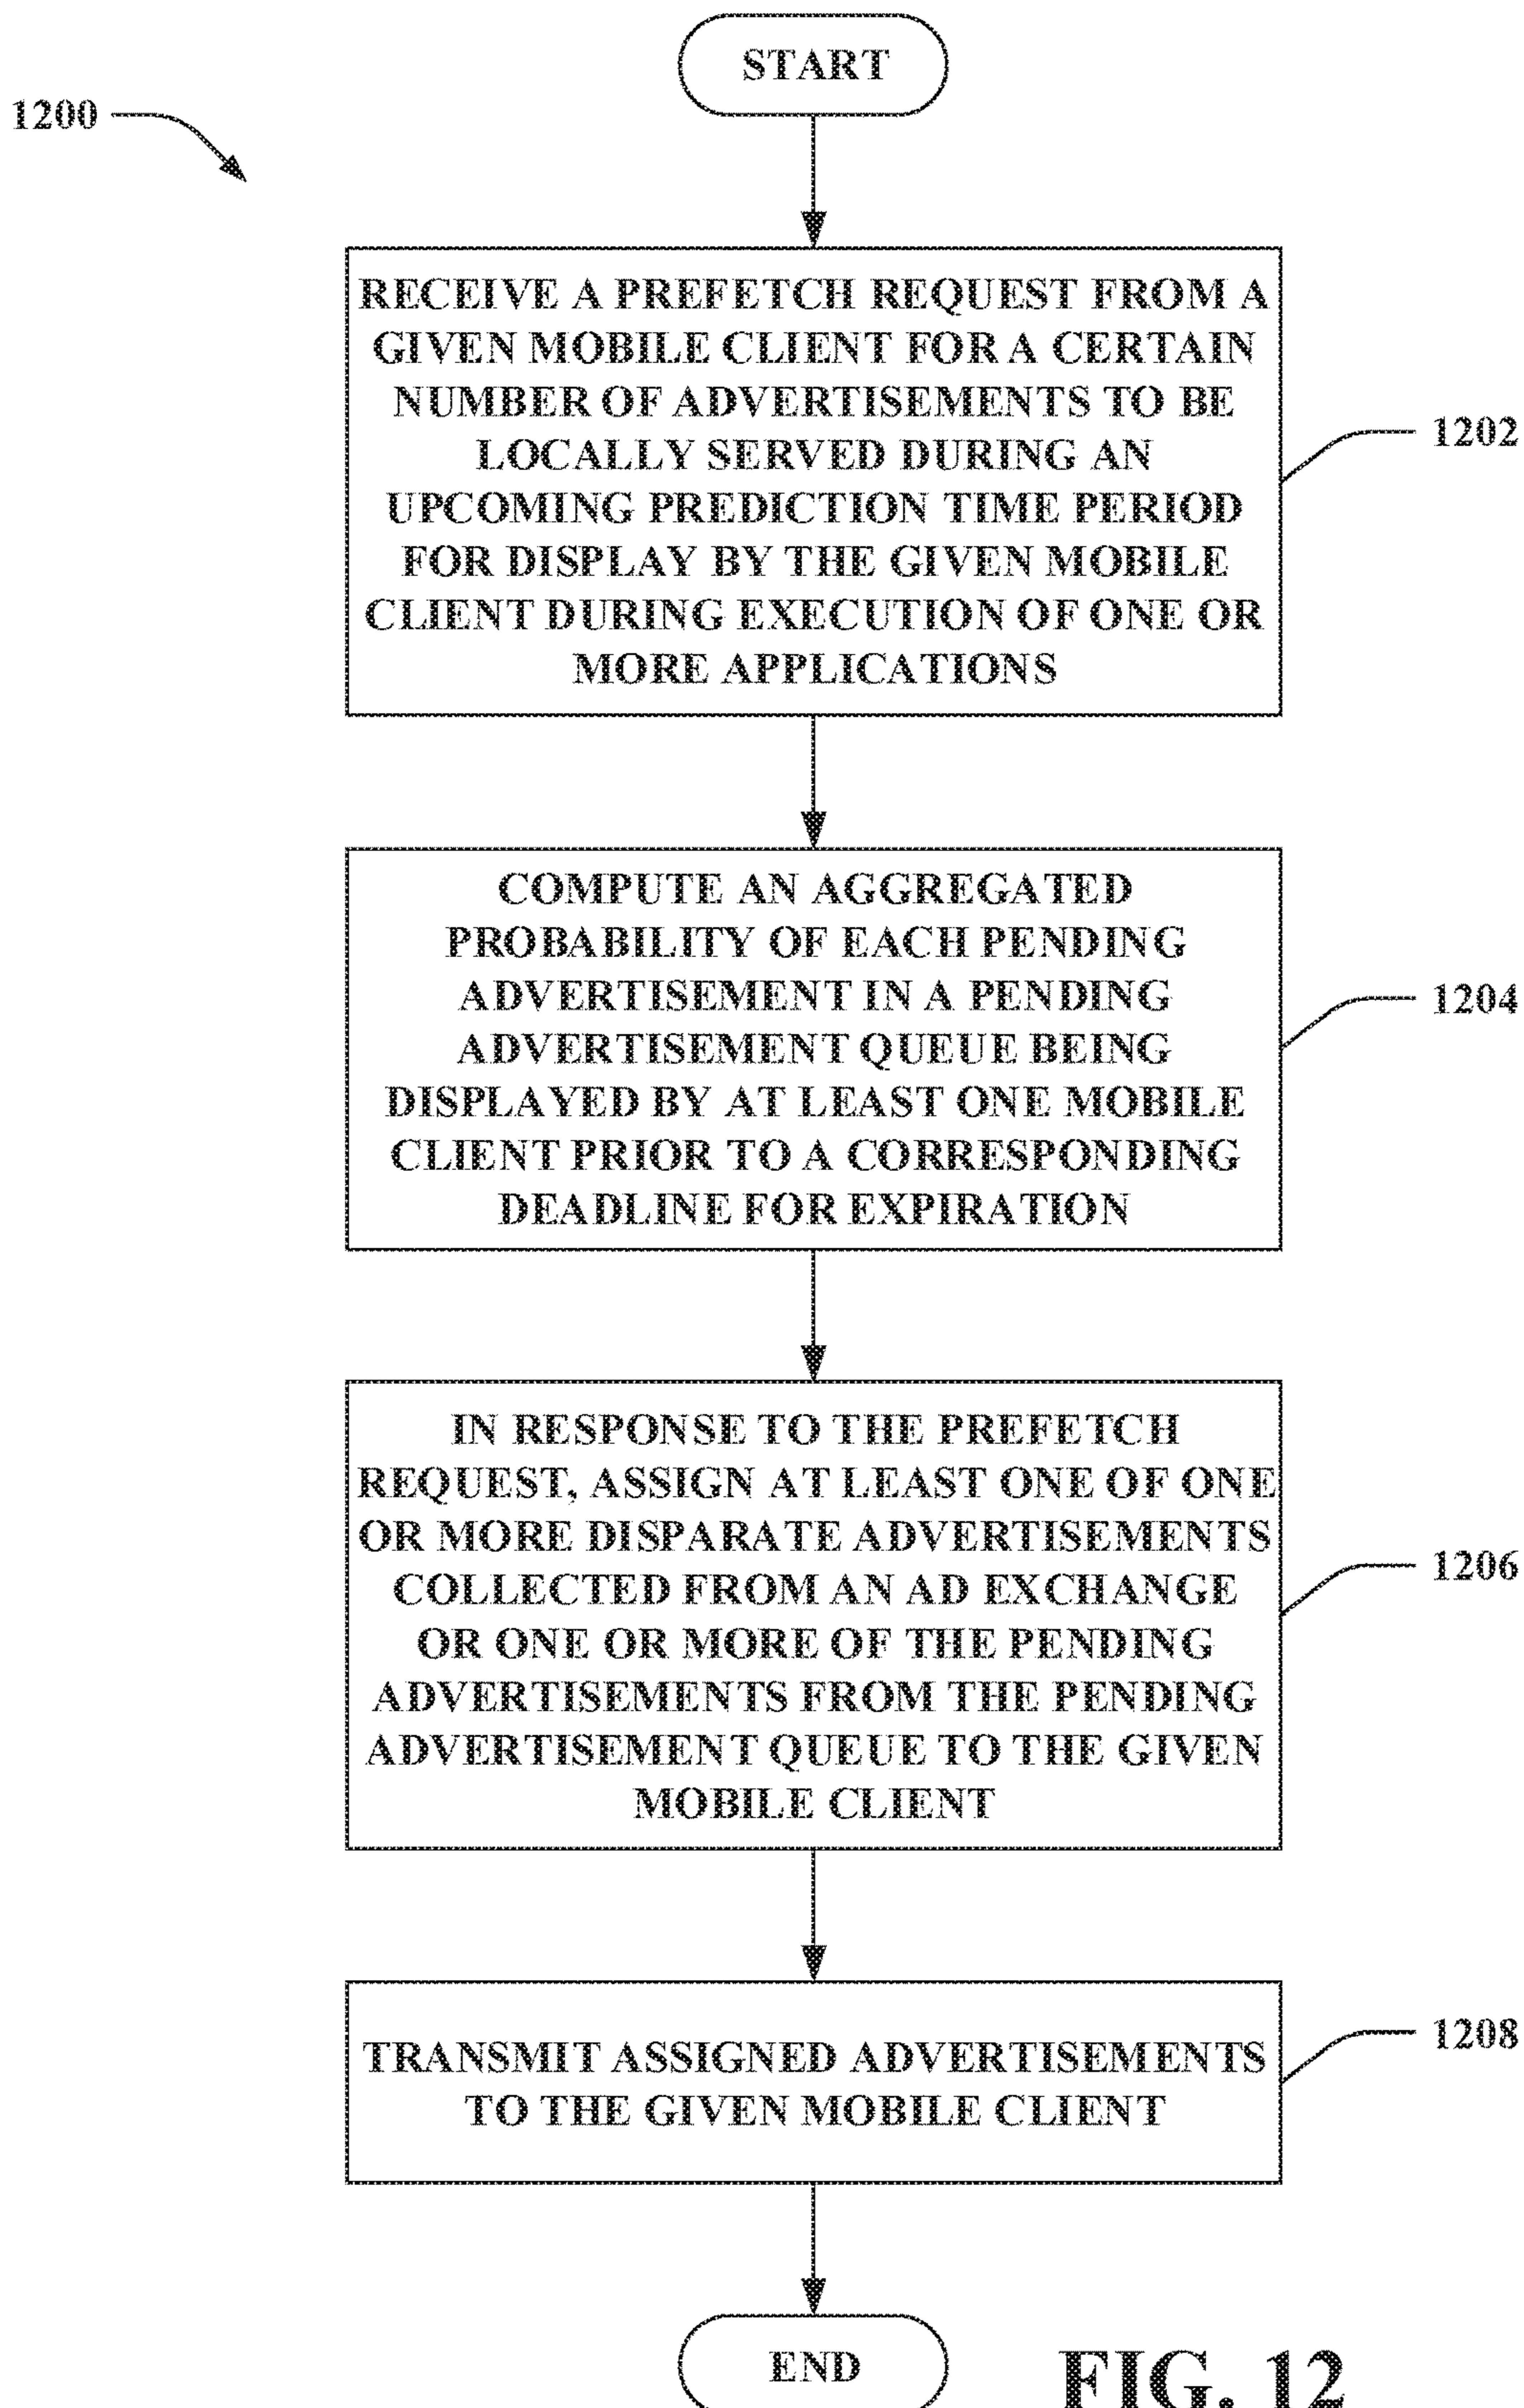 START
1200
RECEIVE A PREFETCH REQUEST FROM A
GIVEN MOBILE CLIENT FOR A CERTAIN
NUMBER OF ADVERTISEMENTS TO BE
LOCALLY SERVED DURING AN
UPCOMING PREDICTION TIME PERIOD
FOR DISPLAY BY THE GIVEN MOBILE
CLIENT DURING EXECUTION OF ONE OR
MORE APPLICATIONS
1202
COMPUTE AN AGGREGATED
PROBABILITY OF EACH PENDING
ADVERTISEMENT IN A PENDING
ADVERTISEMENT QUEUE BEING
DISPLAYED BY AT LEAST ONE MOBILE
CLIENT PRIOR TO A CORRESPONDING
DEADLINE FOR EXPIRATION
1204
IN RESPONSE TO THE PREFETCH
REQUEST, ASSIGN AT LEAST ONE OF ONE
OR MORE DISPARATE ADVERTISEMENTS
COLLECTED FROM AN AD EXCHANGE
OR ONE OR MORE OF THE PENDING
ADVERTISEMENTS FROM THE PENDING
ADVERTISEMENT QUEUE TO THE GIVEN
MOBILE CLIENT
1206
TRANSMIT ASSIGNED ADVERTISEMENTS
TO THE GIVEN MOBILE CLIENT
1208
END
FIG. 12